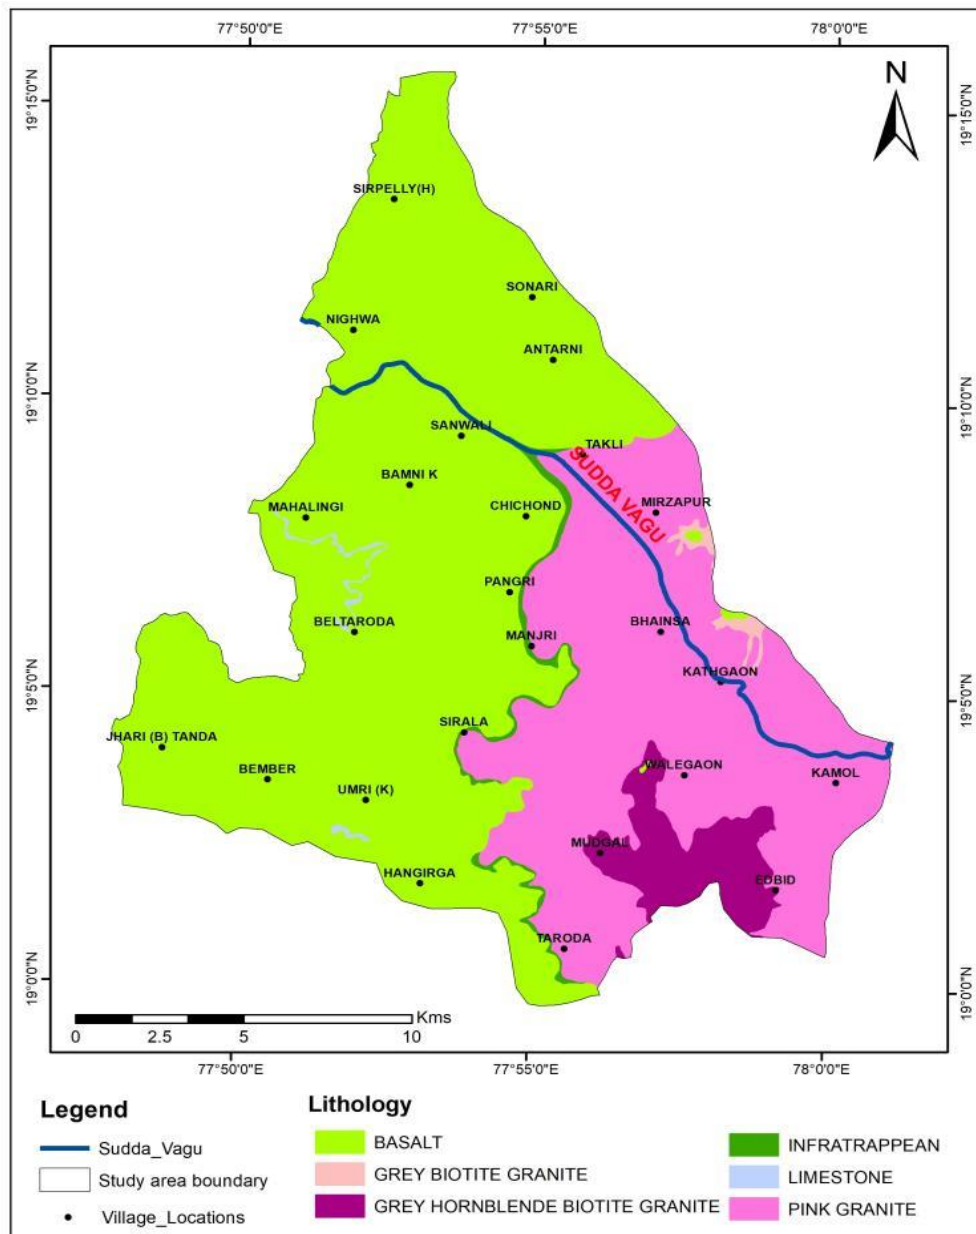 77°50'0"E
77°55'0"E
78°0'0"E
19°15'0"N
19°15'0"N
N
SIRPELLY(H)
SONARI
NIGHWA
ANTARNI
19°10'0"N
19°10'0"N
SANWALI
TAKLI
SUDDA VAGU
BAMNI K
MAHALINGI
CHICHOND
MIRZAPUR
PANGRI
BELTARODA
MANJRI
BHAINSA
KATHGAON
19°5'0"N
19°5'0"N
SIRALA
JHARI (B) TANDA
BEMBER
WALEGAON
KAMOL
UMRI (K)
MUDGAL
HANGIRGA
EDBID
TARODA
19°0'0"N
19°0'0"N
Kms
0 2.5 5 10
77°50'0"E
77°55'0"E
78°0'0"E
Legend
Sudda_Vagu
Study area boundary
Village_Locations
Lithology
BASALT
GREY BIOTITE GRANITE
GREY HORNBLENDE BIOTITE GRANITE
INFRATRAPPEAN
LIMESTONE
PINK GRANITE